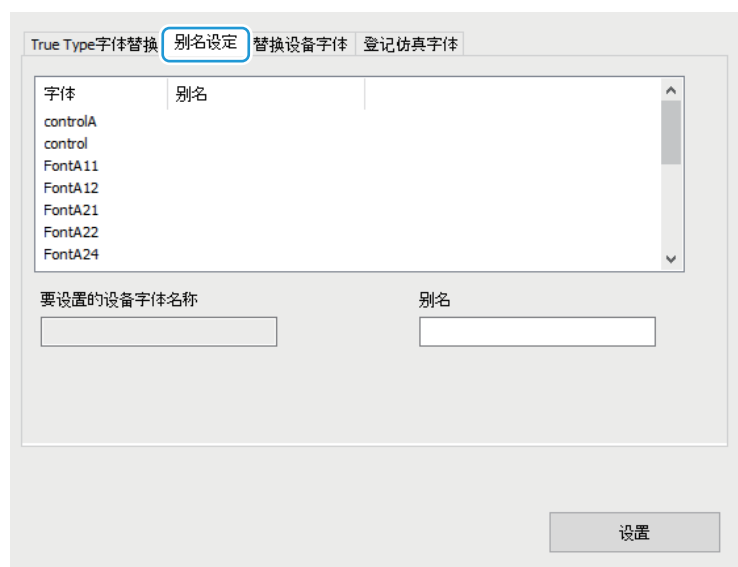 True Type字体替换 别名设定 替换设备字体 登记仿真字体
字体 别名
controlA
control
FontA11
FontA12
FontA21
FontA22
FontA24
要设置的设备字体名称 别名
设置